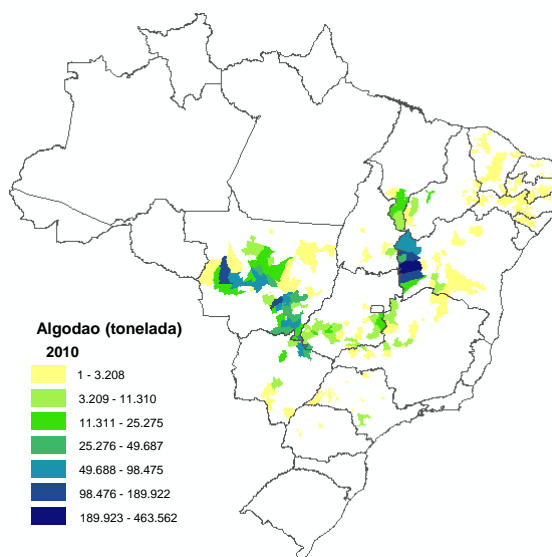 Algodao (tonelada)
2010
1 - 3.208
3.209 - 11.310
11.311 - 25.275
25.276 - 49.687
49.688 - 98.475
98.476 - 189.922
189.923 - 463.562